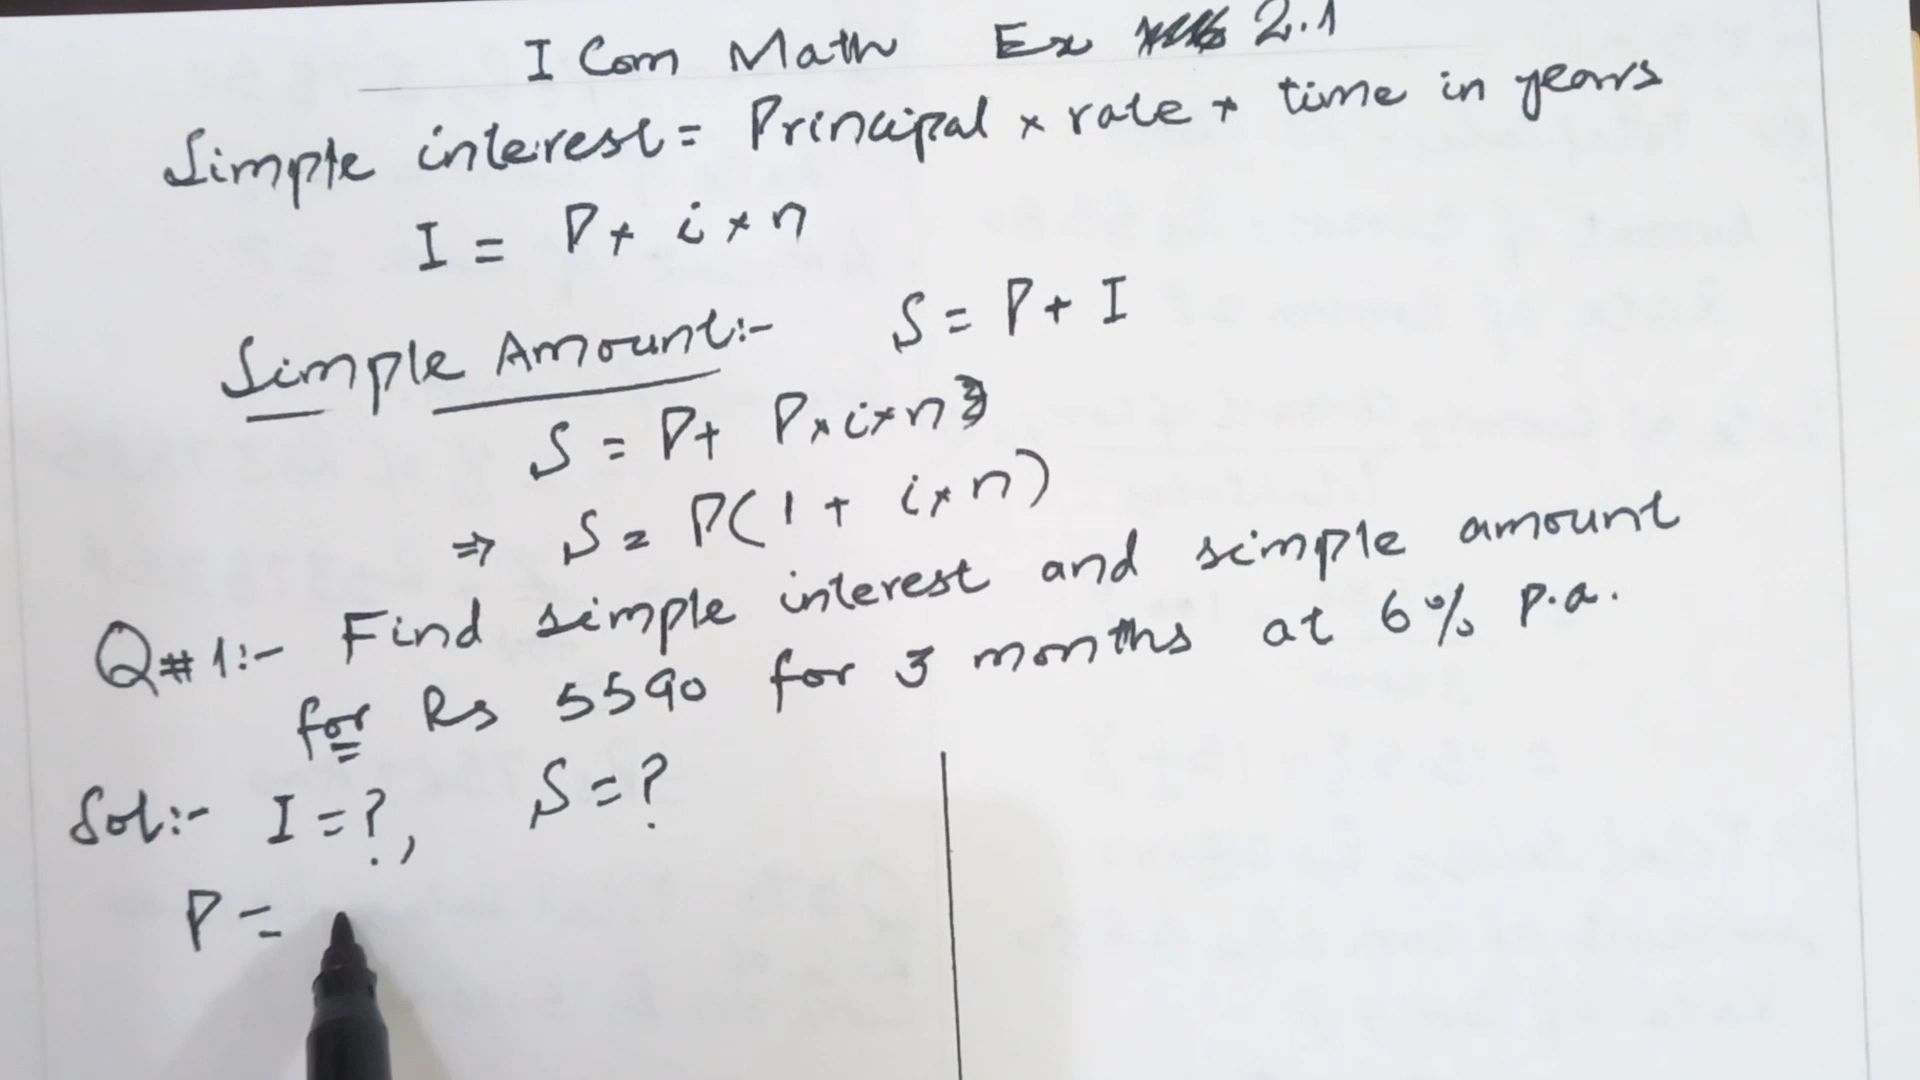 I Com Math Ex 2.1
Simple interest = Principal × rate × time in years
I = P × i × n
Simple Amount:- S = P + I
S = P + P × i × n
⇒ S = P(1 + i × n)
Q#1:- Find simple interest and simple amount
for Rs 5590 for 3 months at 6% p.a.
Sol:- I = ?, S = ?
P =